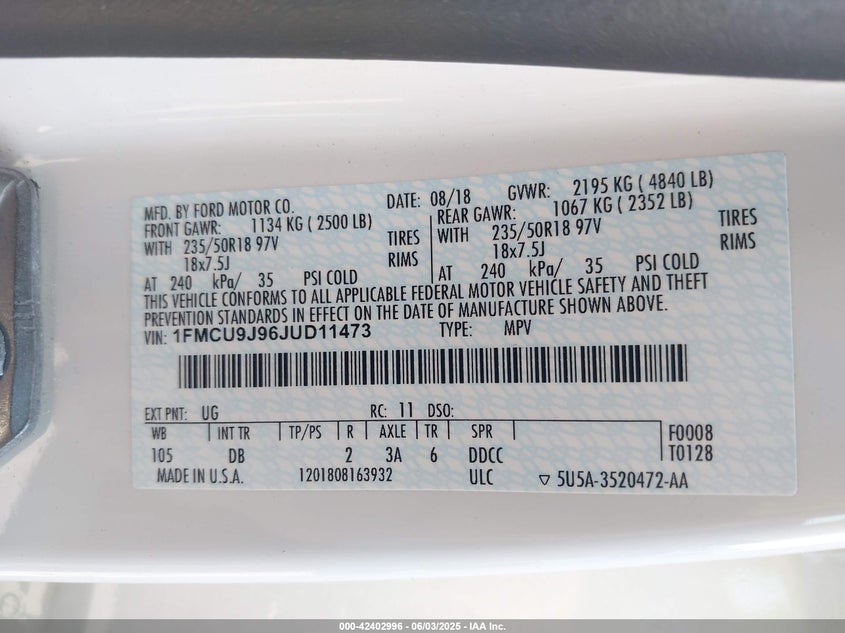 MFD. BY FORD MOTOR CO. DATE: 08/18 GVWR: 2195 KG ( 4840 LB)
FRONT GAWR: 1134 KG ( 2500 LB) REAR GAWR: 1067 KG ( 2352 LB)
WITH 235/50R18 97V TIRES WITH 235/50R18 97V TIRES
18x7.5J RIMS 18x7.5J RIMS
AT 240 kPa/ 35 PSI COLD AT 240 kPa/ 35 PSI COLD
THIS VEHICLE CONFORMS TO ALL APPLICABLE FEDERAL MOTOR VEHICLE SAFETY AND THEFT
PREVENTION STANDARDS IN EFFECT ON THE DATE OF MANUFACTURE SHOWN ABOVE.
VIN: 1FMCU9J96JUD11473 TYPE: MPV
EXT PNT: UG RC: 11 DSO:
WB INT TR TP/PS R AXLE TR SPR F0008
105 DB 2 3A 6 DDCC T0128
MADE IN U.S.A. 1201808163932 ULC ▽ 5U5A-3520472-AA
000-42402996 - 06/03/2025 - IAA Inc.